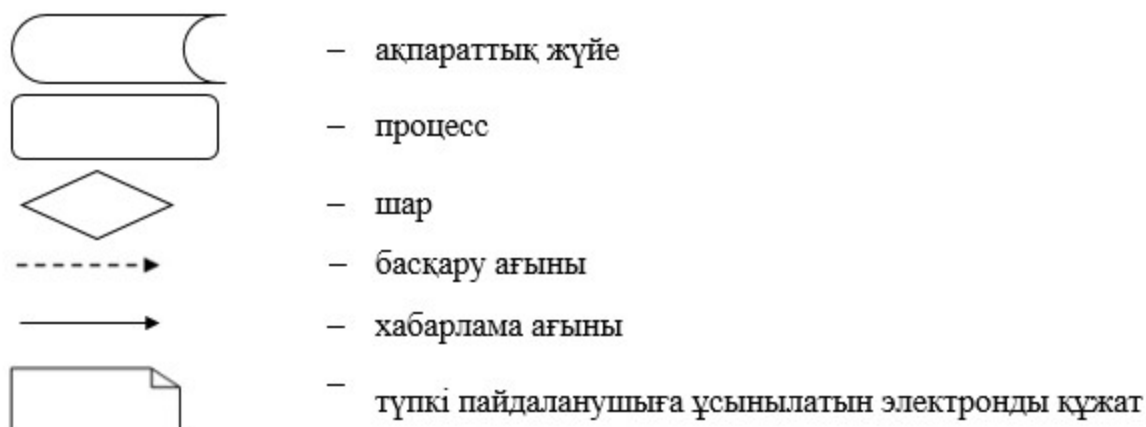 – ақпараттық жүйе
– процесс
– шар
– басқару ағыны
– хабарлама ағыны
– түпкі пайдаланушыға ұсынылатын электронды құжат